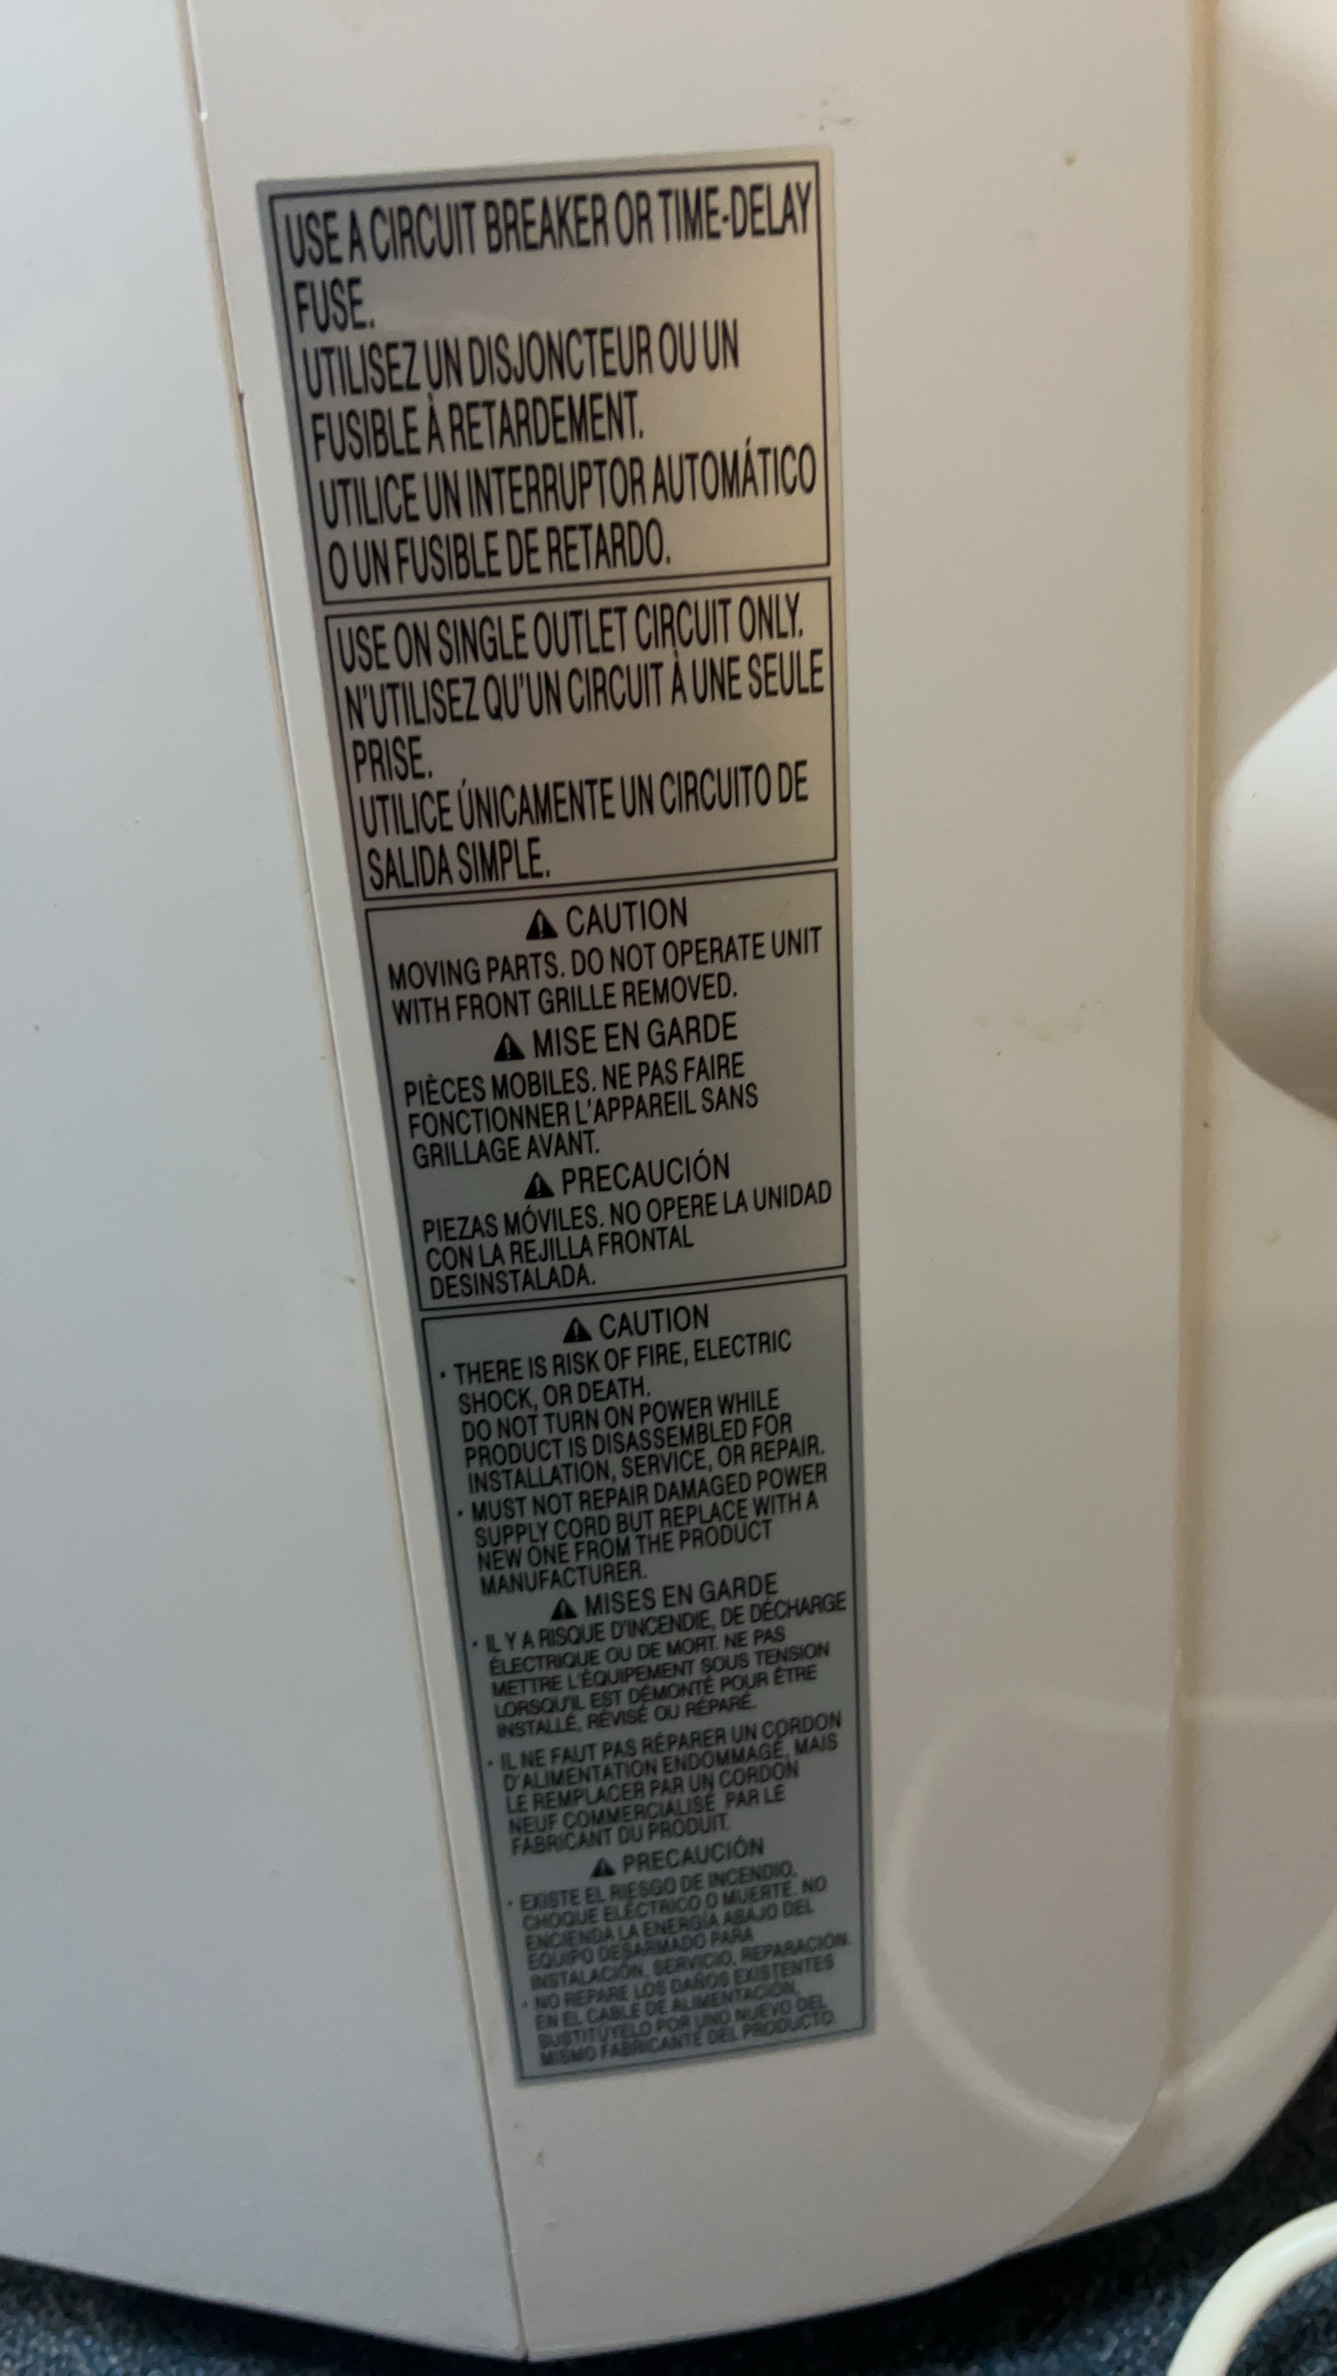 USE A CIRCUIT BREAKER OR TIME-DELAY
FUSE.
UTILISEZ UN DISJONCTEUR OU UN
FUSIBLE À RETARDEMENT.
UTILICE UN INTERRUPTOR AUTOMÁTICO
O UN FUSIBLE DE RETARDO.
USE ON SINGLE OUTLET CIRCUIT ONLY.
N'UTILISEZ QU'UN CIRCUIT À UNE SEULE
PRISE.
UTILICE ÚNICAMENTE UN CIRCUITO DE
SALIDA SIMPLE.
⚠ CAUTION
MOVING PARTS. DO NOT OPERATE UNIT
WITH FRONT GRILLE REMOVED.
⚠ MISE EN GARDE
PIÈCES MOBILES. NE PAS FAIRE
FONCTIONNER L'APPAREIL SANS
GRILLAGE AVANT.
⚠ PRECAUCIÓN
PIEZAS MÓVILES. NO OPERE LA UNIDAD
CON LA REJILLA FRONTAL
DESINSTALADA.
⚠ CAUTION
· THERE IS RISK OF FIRE, ELECTRIC
SHOCK, OR DEATH.
DO NOT TURN ON POWER WHILE
PRODUCT IS DISASSEMBLED FOR
INSTALLATION, SERVICE, OR REPAIR.
· MUST NOT REPAIR DAMAGED POWER
SUPPLY CORD BUT REPLACE WITH A
NEW ONE FROM THE PRODUCT
MANUFACTURER.
⚠ MISES EN GARDE
· IL Y A RISQUE D'INCENDIE, DE DÉCHARGE
ÉLECTRIQUE OU DE MORT. NE PAS
METTRE L'ÉQUIPEMENT SOUS TENSION
LORSQU'IL EST DÉMONTÉ POUR ÊTRE
INSTALLÉ, RÉVISÉ OU RÉPARÉ.
· IL NE FAUT PAS RÉPARER UN CORDON
D'ALIMENTATION ENDOMMAGÉ, MAIS
LE REMPLACER PAR UN CORDON
NEUF COMMERCIALISÉ PAR LE
FABRICANT DU PRODUIT.
⚠ PRECAUCIÓN
· EXISTE EL RIESGO DE INCENDIO,
CHOQUE ELÉCTRICO O MUERTE. NO
ENCIENDA LA ENERGÍA ABAJO DEL
EQUIPO DESARMADO PARA
INSTALACIÓN, SERVICIO, REPARACIÓN.
· NO REPARE LOS DAÑOS EXISTENTES
EN EL CABLE DE ALIMENTACIÓN,
SUSTITÚYELO POR UNO NUEVO DEL
MISMO FABRICANTE DEL PRODUCTO.